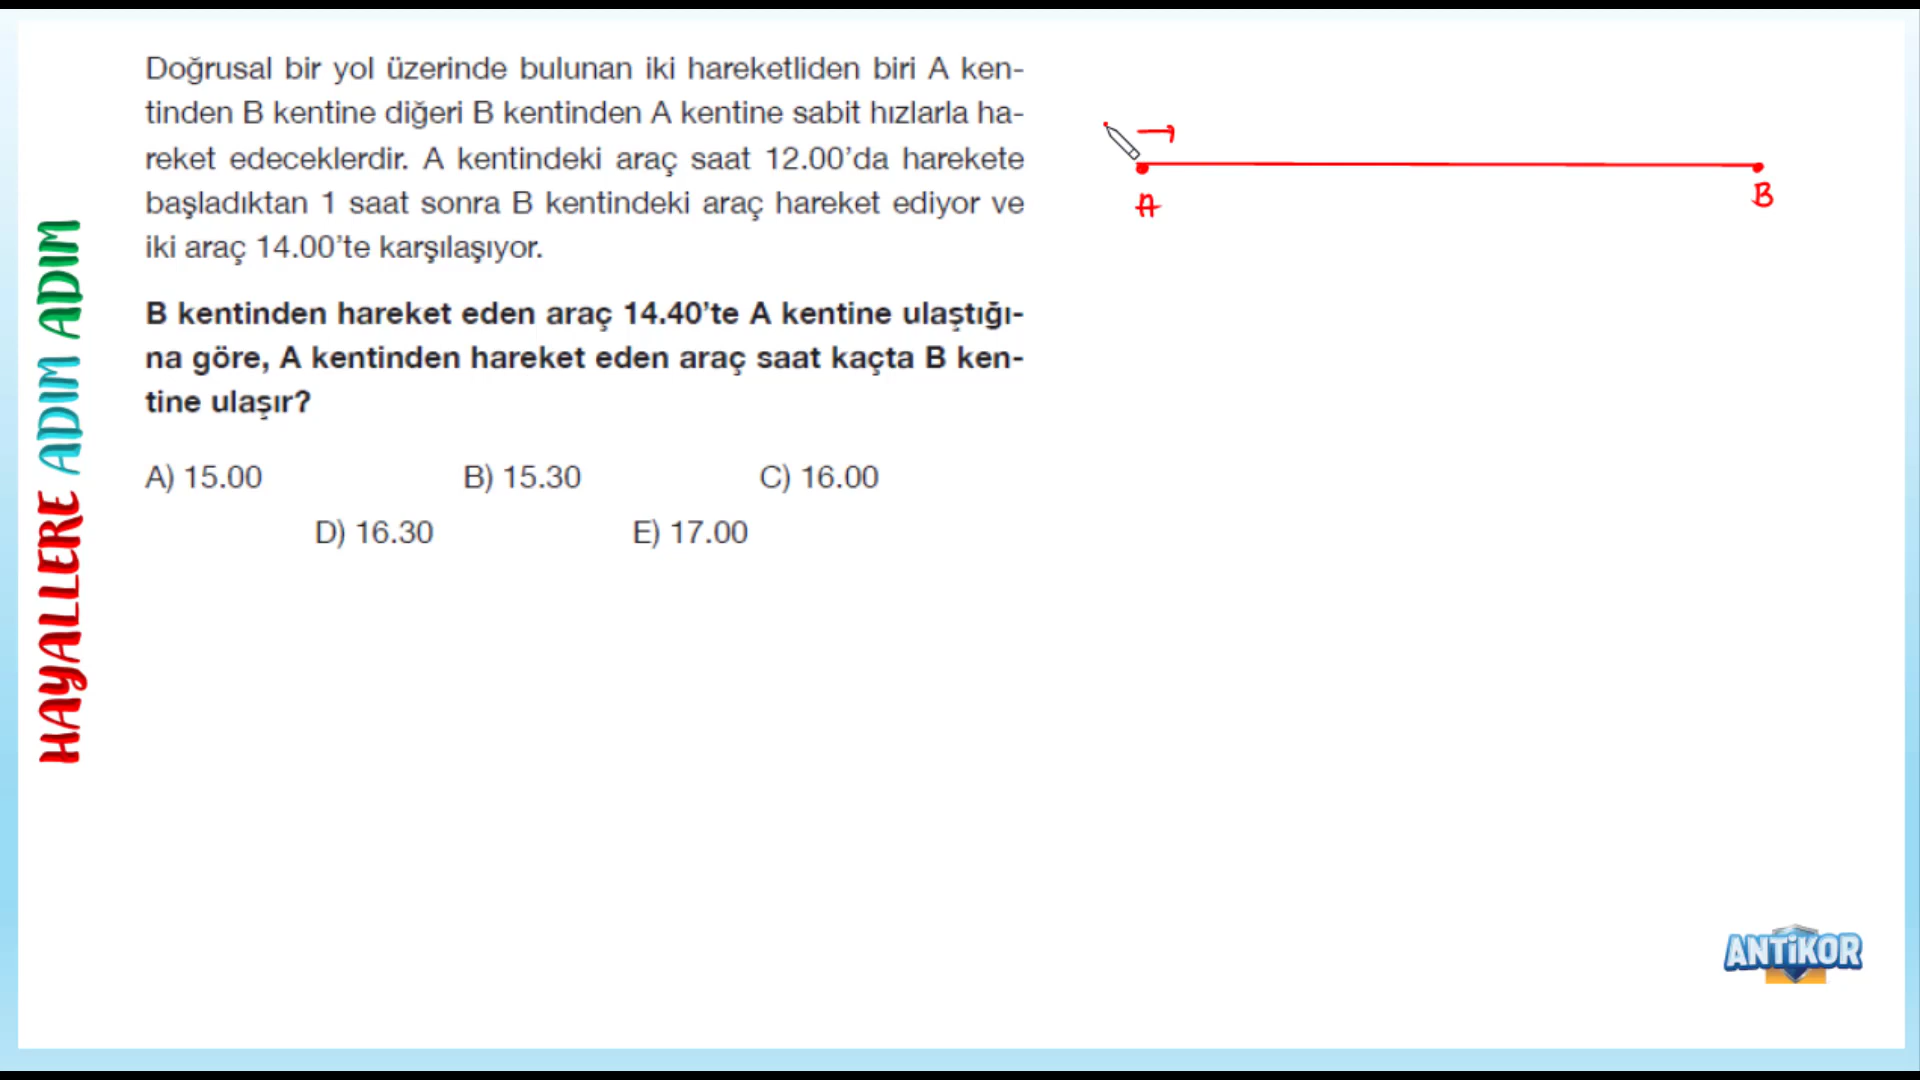 Doğrusal bir yol üzerinde bulunan iki hareketliden biri A ken-
tinden B kentine diğeri B kentinden A kentine sabit hızlarla ha-
reket edeceklerdir. A kentindeki araç saat 12.00'da harekete
başladıktan 1 saat sonra B kentindeki araç hareket ediyor ve
iki araç 14.00'te karşılaşıyor.
B kentinden hareket eden araç 14.40'te A kentine ulaştığı-
na göre, A kentinden hareket eden araç saat kaçta B ken-
tine ulaşır?
A) 15.00 B) 15.30 C) 16.00
D) 16.30 E) 17.00
A B
HAYALLERE ADIM ADIM
ANTiKOR